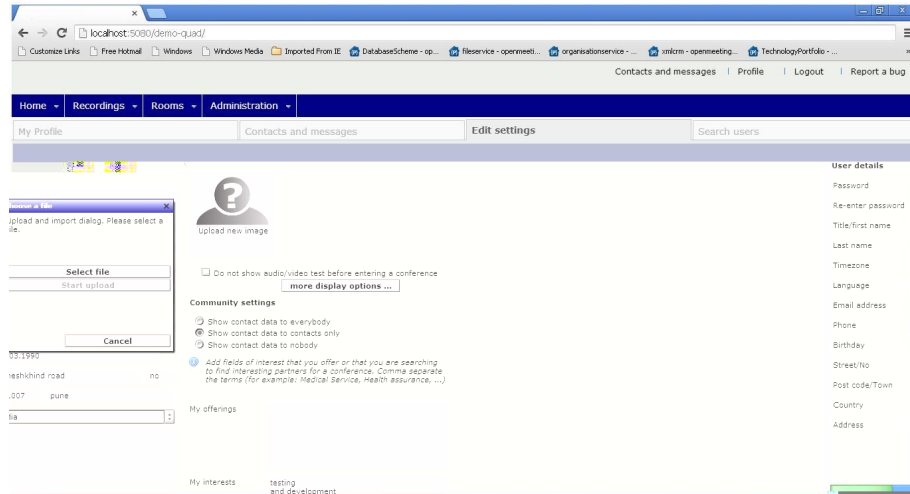 localhost:5080/demo-quad/
Customize Links Free Hotmail Windows Windows Media Imported From IE DatabaseScheme - op... fileservice - openmeeti... organisationservice - ... xmlcrm - openmeeting... TechnologyPortfolio - ...
Contacts and messages | Profile | Logout | Report a bug
Home Recordings Rooms Administration
My Profile Contacts and messages Edit settings Search users
User details
Password
Re-enter password
Title/first name
Last name
Timezone
Language
Email address
Phone
Birthday
Street/No
Post code/Town
Country
Address
hoose a file x
upload and import dialog. Please select a
ile.
Select file
Start upload
Cancel
03.1990
eshkhind road no
.007 pune
dia
Upload new image
Do not show audio/video test before entering a conference
more display options ...
Community settings
Show contact data to everybody
Show contact data to contacts only
Show contact data to nobody
Add fields of interest that you offer or that you are searching
to find interesting partners for a conference. Comma separate
the terms (for example: Medical Service, Health assurance, ...)
My offerings
My interests testing
and development